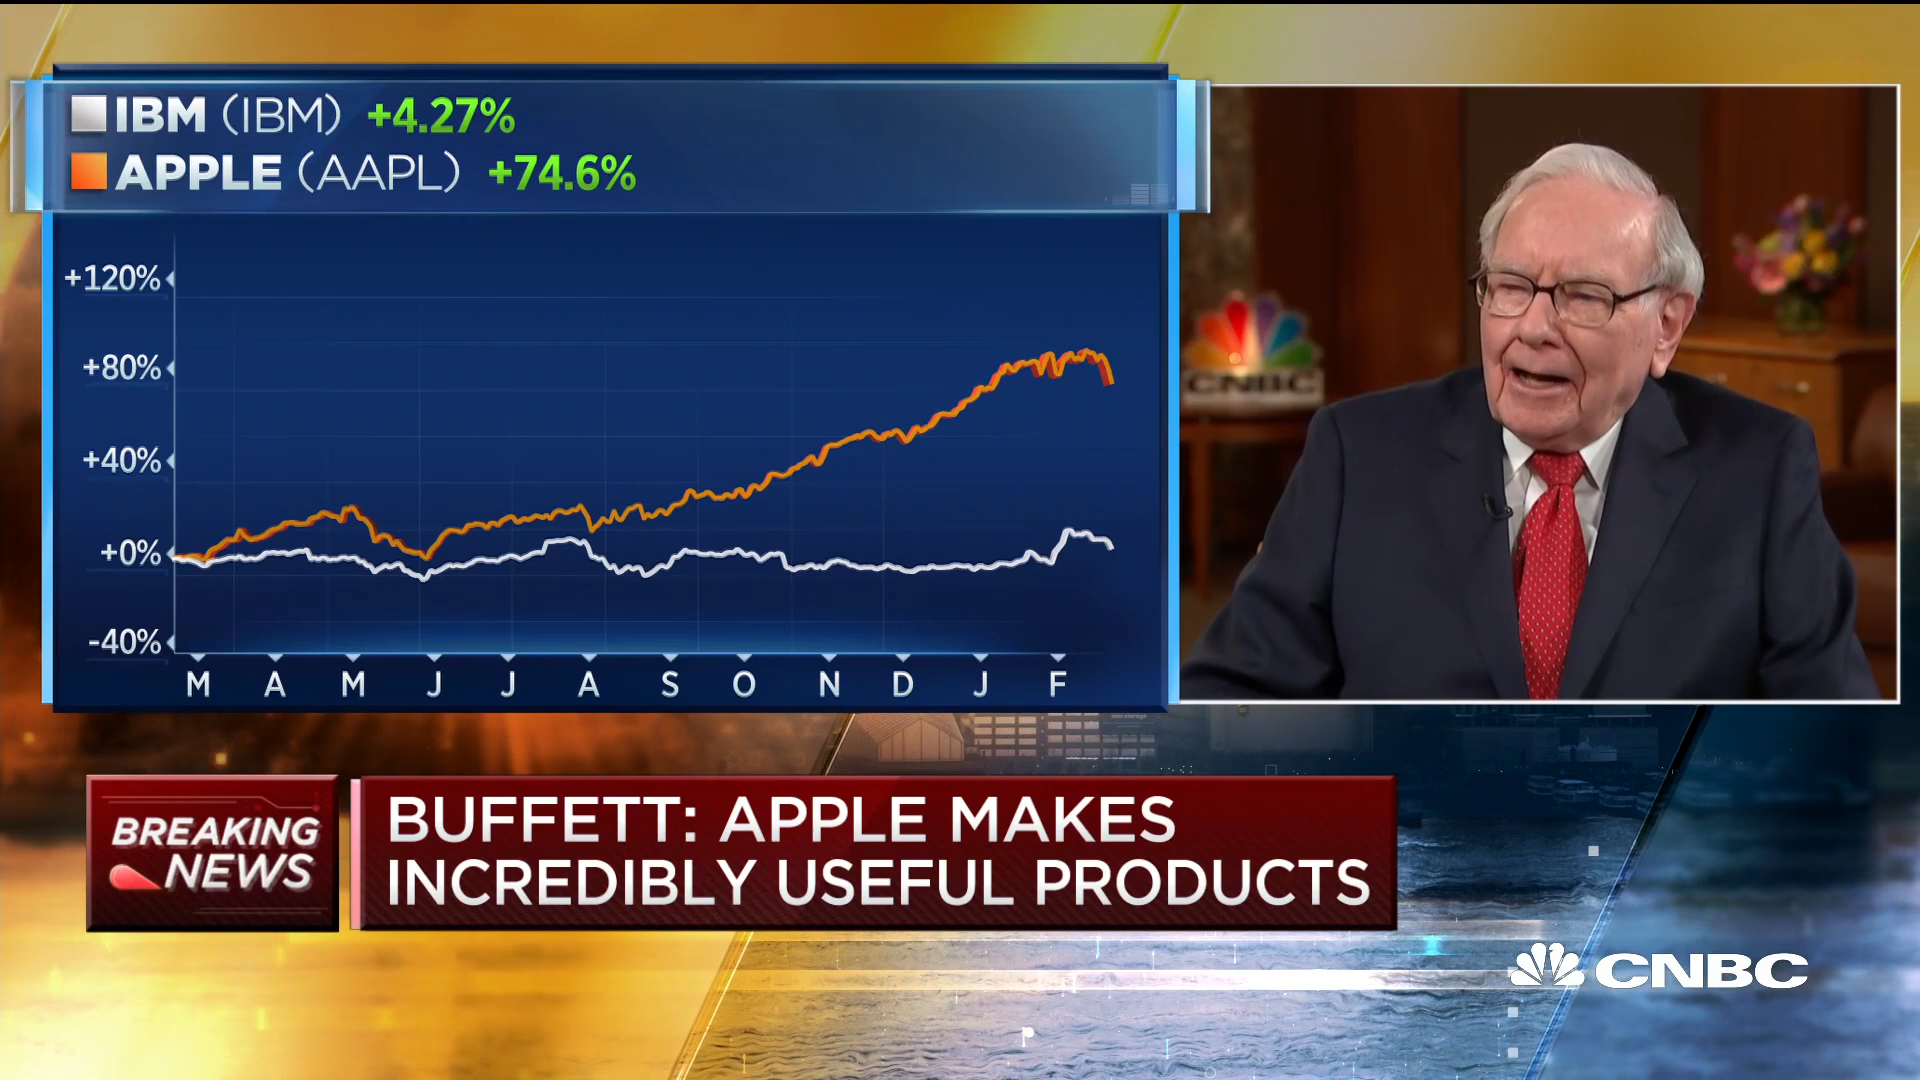 IBM (IBM) +4.27%
APPLE (AAPL) +74.6%
+120%
+80%
+40%
+0%
-40%
M A M J J A S O N D J F
CNBC
BREAKING
NEWS
BUFFETT: APPLE MAKES
INCREDIBLY USEFUL PRODUCTS
CNBC